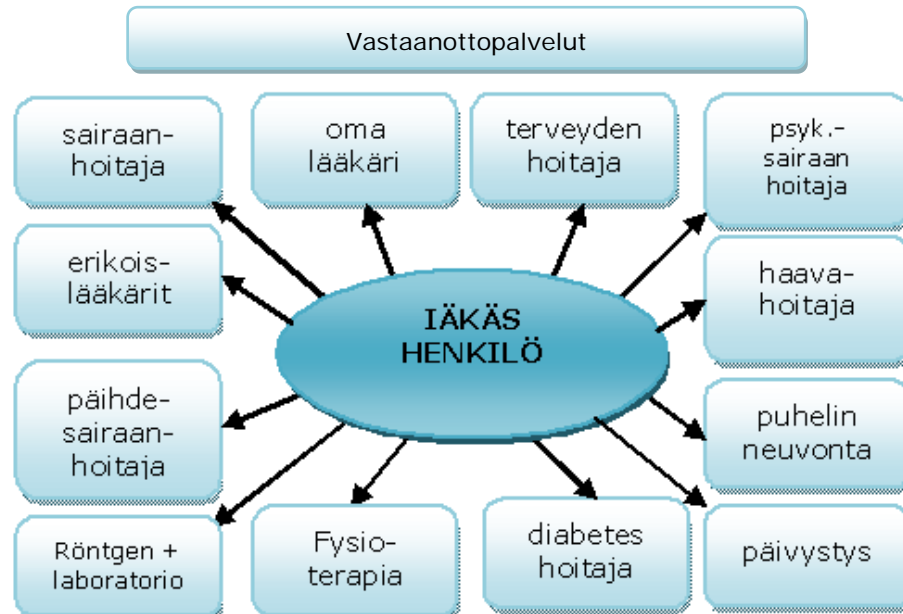 Vastaanottopalvelut
sairaan-
hoitaja
oma
lääkäri
terveyden
hoitaja
psyk.-
sairaan
hoitaja
erikois-
lääkärit
haava-
hoitaja
IÄKÄS
HENKILÖ
päihde-
sairaan-
hoitaja
puhelin
neuvonta
Röntgen +
laboratorio
Fysio-
terapia
diabetes
hoitaja
päivystys